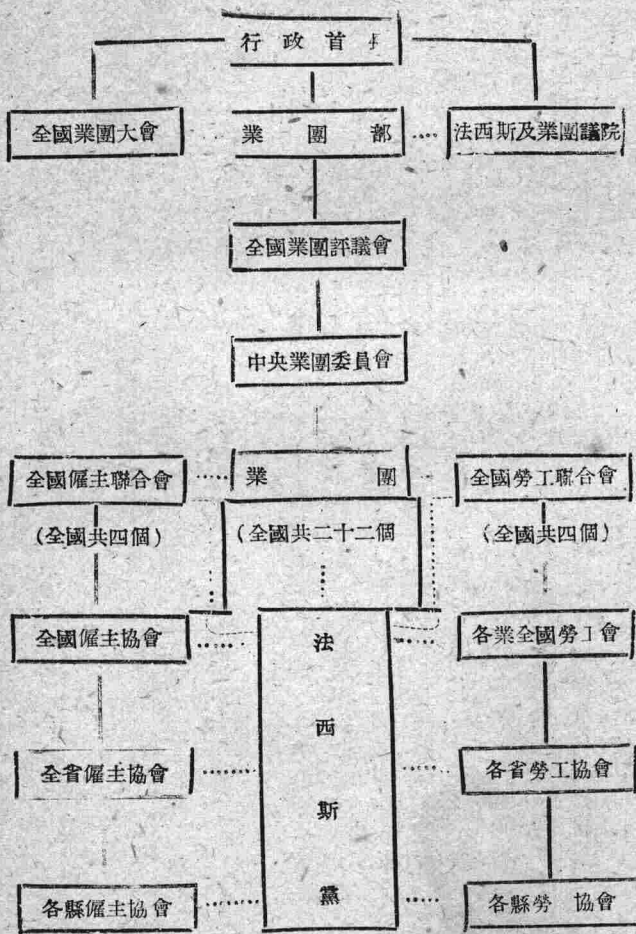 行政首長
全國業團大會
業團部
法西斯及業團議院
全國業團評議會
中央業團委員會
全國僱主聯合會
業團
全國勞工聯合會
(全國共四個)
(全國共二十二個
(全國共四個)
全國僱主協會
法西斯黨
各業全國勞工會
全省僱主協會
各省勞工協會
各縣僱主協會
各縣勞 協會